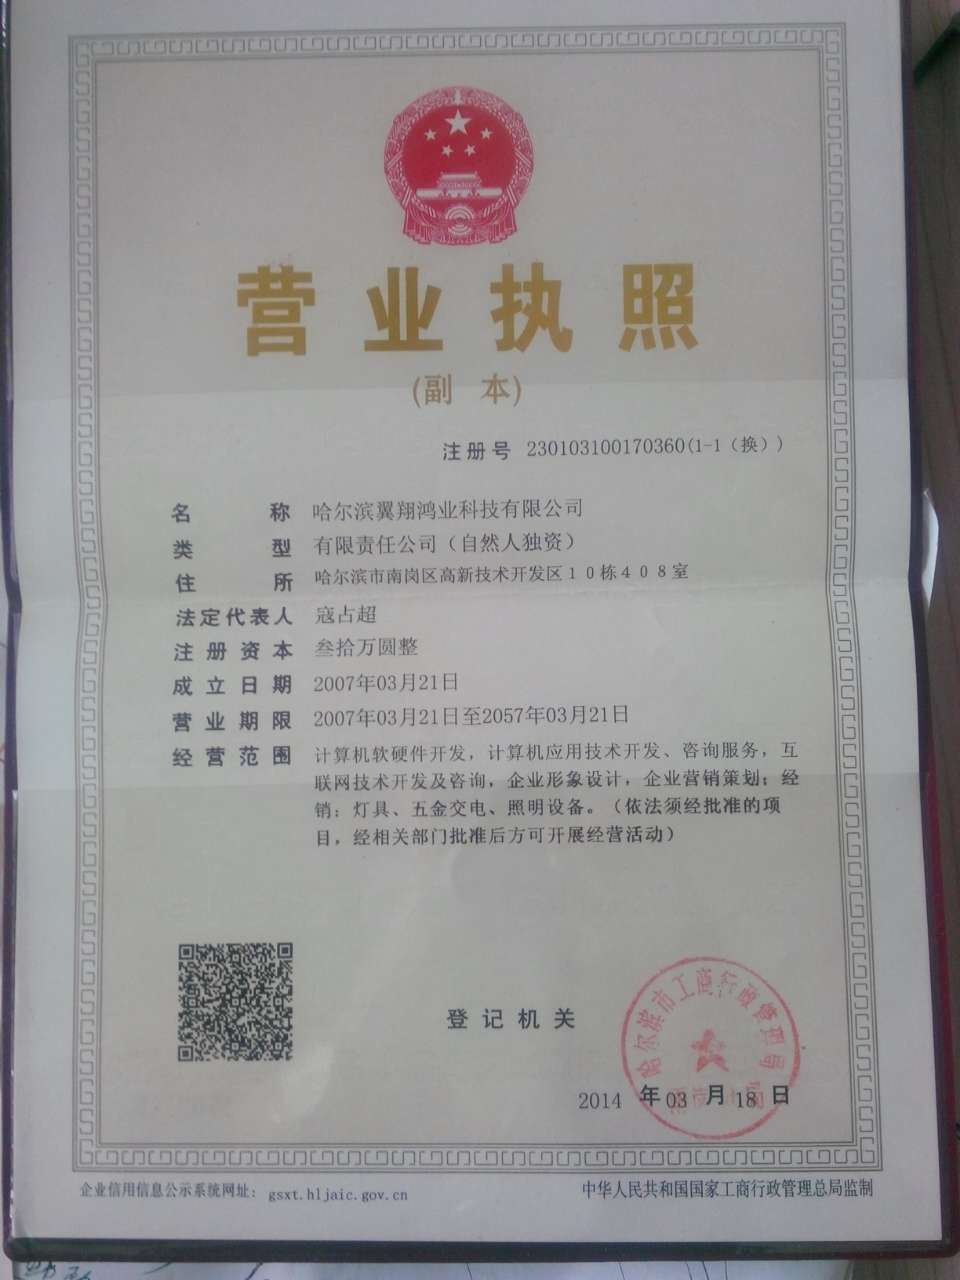 营业执照
(副 本)
注册号 230103100170360(1-1（换）)
名称 哈尔滨翼翔鸿业科技有限公司
类型 有限责任公司（自然人独资）
住所 哈尔滨市南岗区高新技术开发区１０栋４０８室
法定代表人 寇占超
注册资本 叁拾万圆整
成立日期 2007年03月21日
营业期限 2007年03月21日至2057年03月21日
经营范围 计算机软硬件开发，计算机应用技术开发、咨询服务，互
联网技术开发及咨询，企业形象设计，企业营销策划；经
销：灯具、五金交电、照明设备。（依法须经批准的项
目，经相关部门批准后方可开展经营活动）
哈尔滨市工商行政管理局
登记机关
2014 年 03 月 18 日
企业信用信息公示系统网址：gsxt.hljaic.gov.cn
中华人民共和国国家工商行政管理总局监制